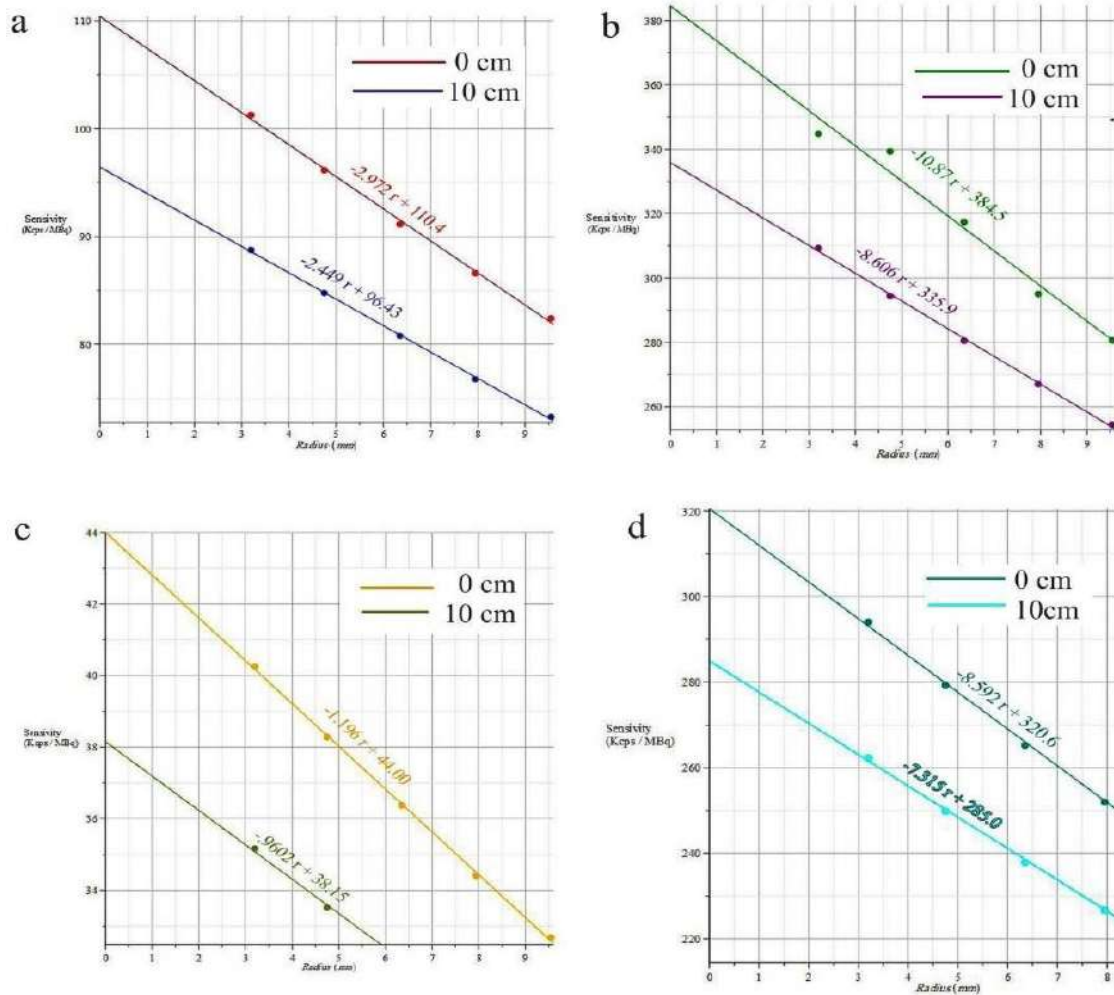 a
110
100
90
80
Sensivity
(Kcps / MBq)
0 cm
10 cm
-2.972 r + 110.4
-2.449 r + 96.43
0 1 2 3 4 5 6 7 8 9
Radius (mm)
b
380
360
340
320
300
280
260
Sensitivity
(Kcps / MBq)
0 cm
10 cm
-10.87 r + 384.5
-8.606 r + 335.9
0 1 2 3 4 5 6 7 8 9
Radius (mm)
c
44
42
40
38
36
34
Sensivity
(Kcps / MBq)
0 cm
10 cm
-1.196 r + 44.00
-.9602 r + 38.15
0 1 2 3 4 5 6 7 8 9
Radius (mm)
d
320
300
280
260
240
220
Sensivity
(Kcps / MBq)
0 cm
10cm
-8.592 r + 320.6
-7.315 r + 285.0
0 1 2 3 4 5 6 7 8
Radius (mm)